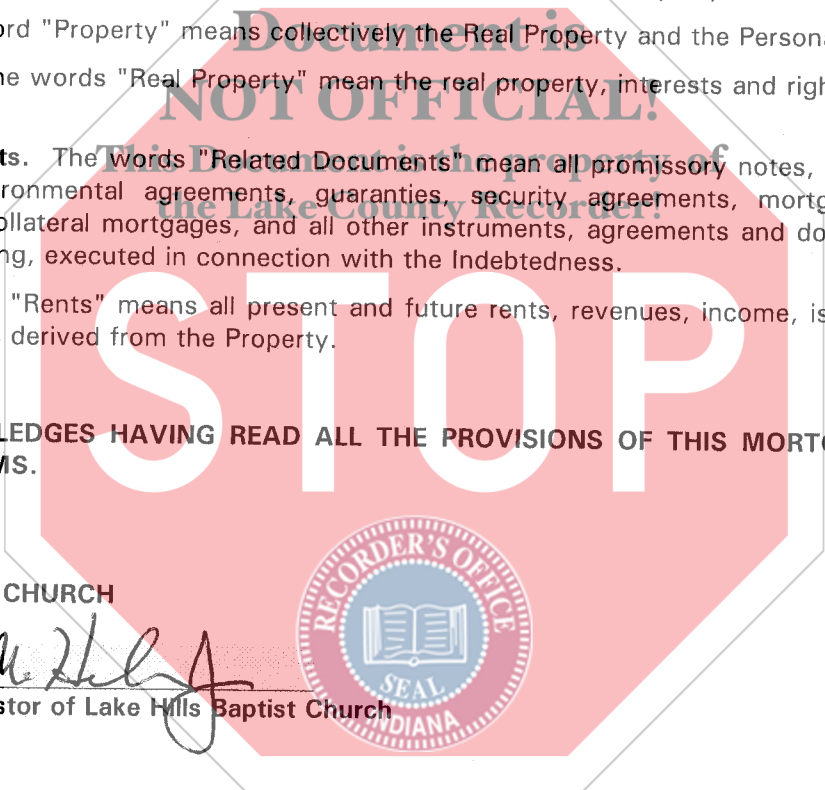 ord "Property" means collectively the Real Property and the Persona
Document is
he words "Real Property" mean the real property, interests and righ
NOT OFFICIAL!
ts. The words "Related Documents" mean all promissory notes,
This Document is the property of
ronmental agreements, guaranties, security agreements, mortg
the Lake County Recorder!
ollateral mortgages, and all other instruments, agreements and do
ng, executed in connection with the Indebtedness.
"Rents" means all present and future rents, revenues, income, is
derived from the Property.
STOP
LEDGES HAVING READ ALL THE PROVISIONS OF THIS MORTG
MS.
RECORDER'S OFFICE
SEAL
INDIANA
CHURCH
stor of Lake Hills Baptist Church